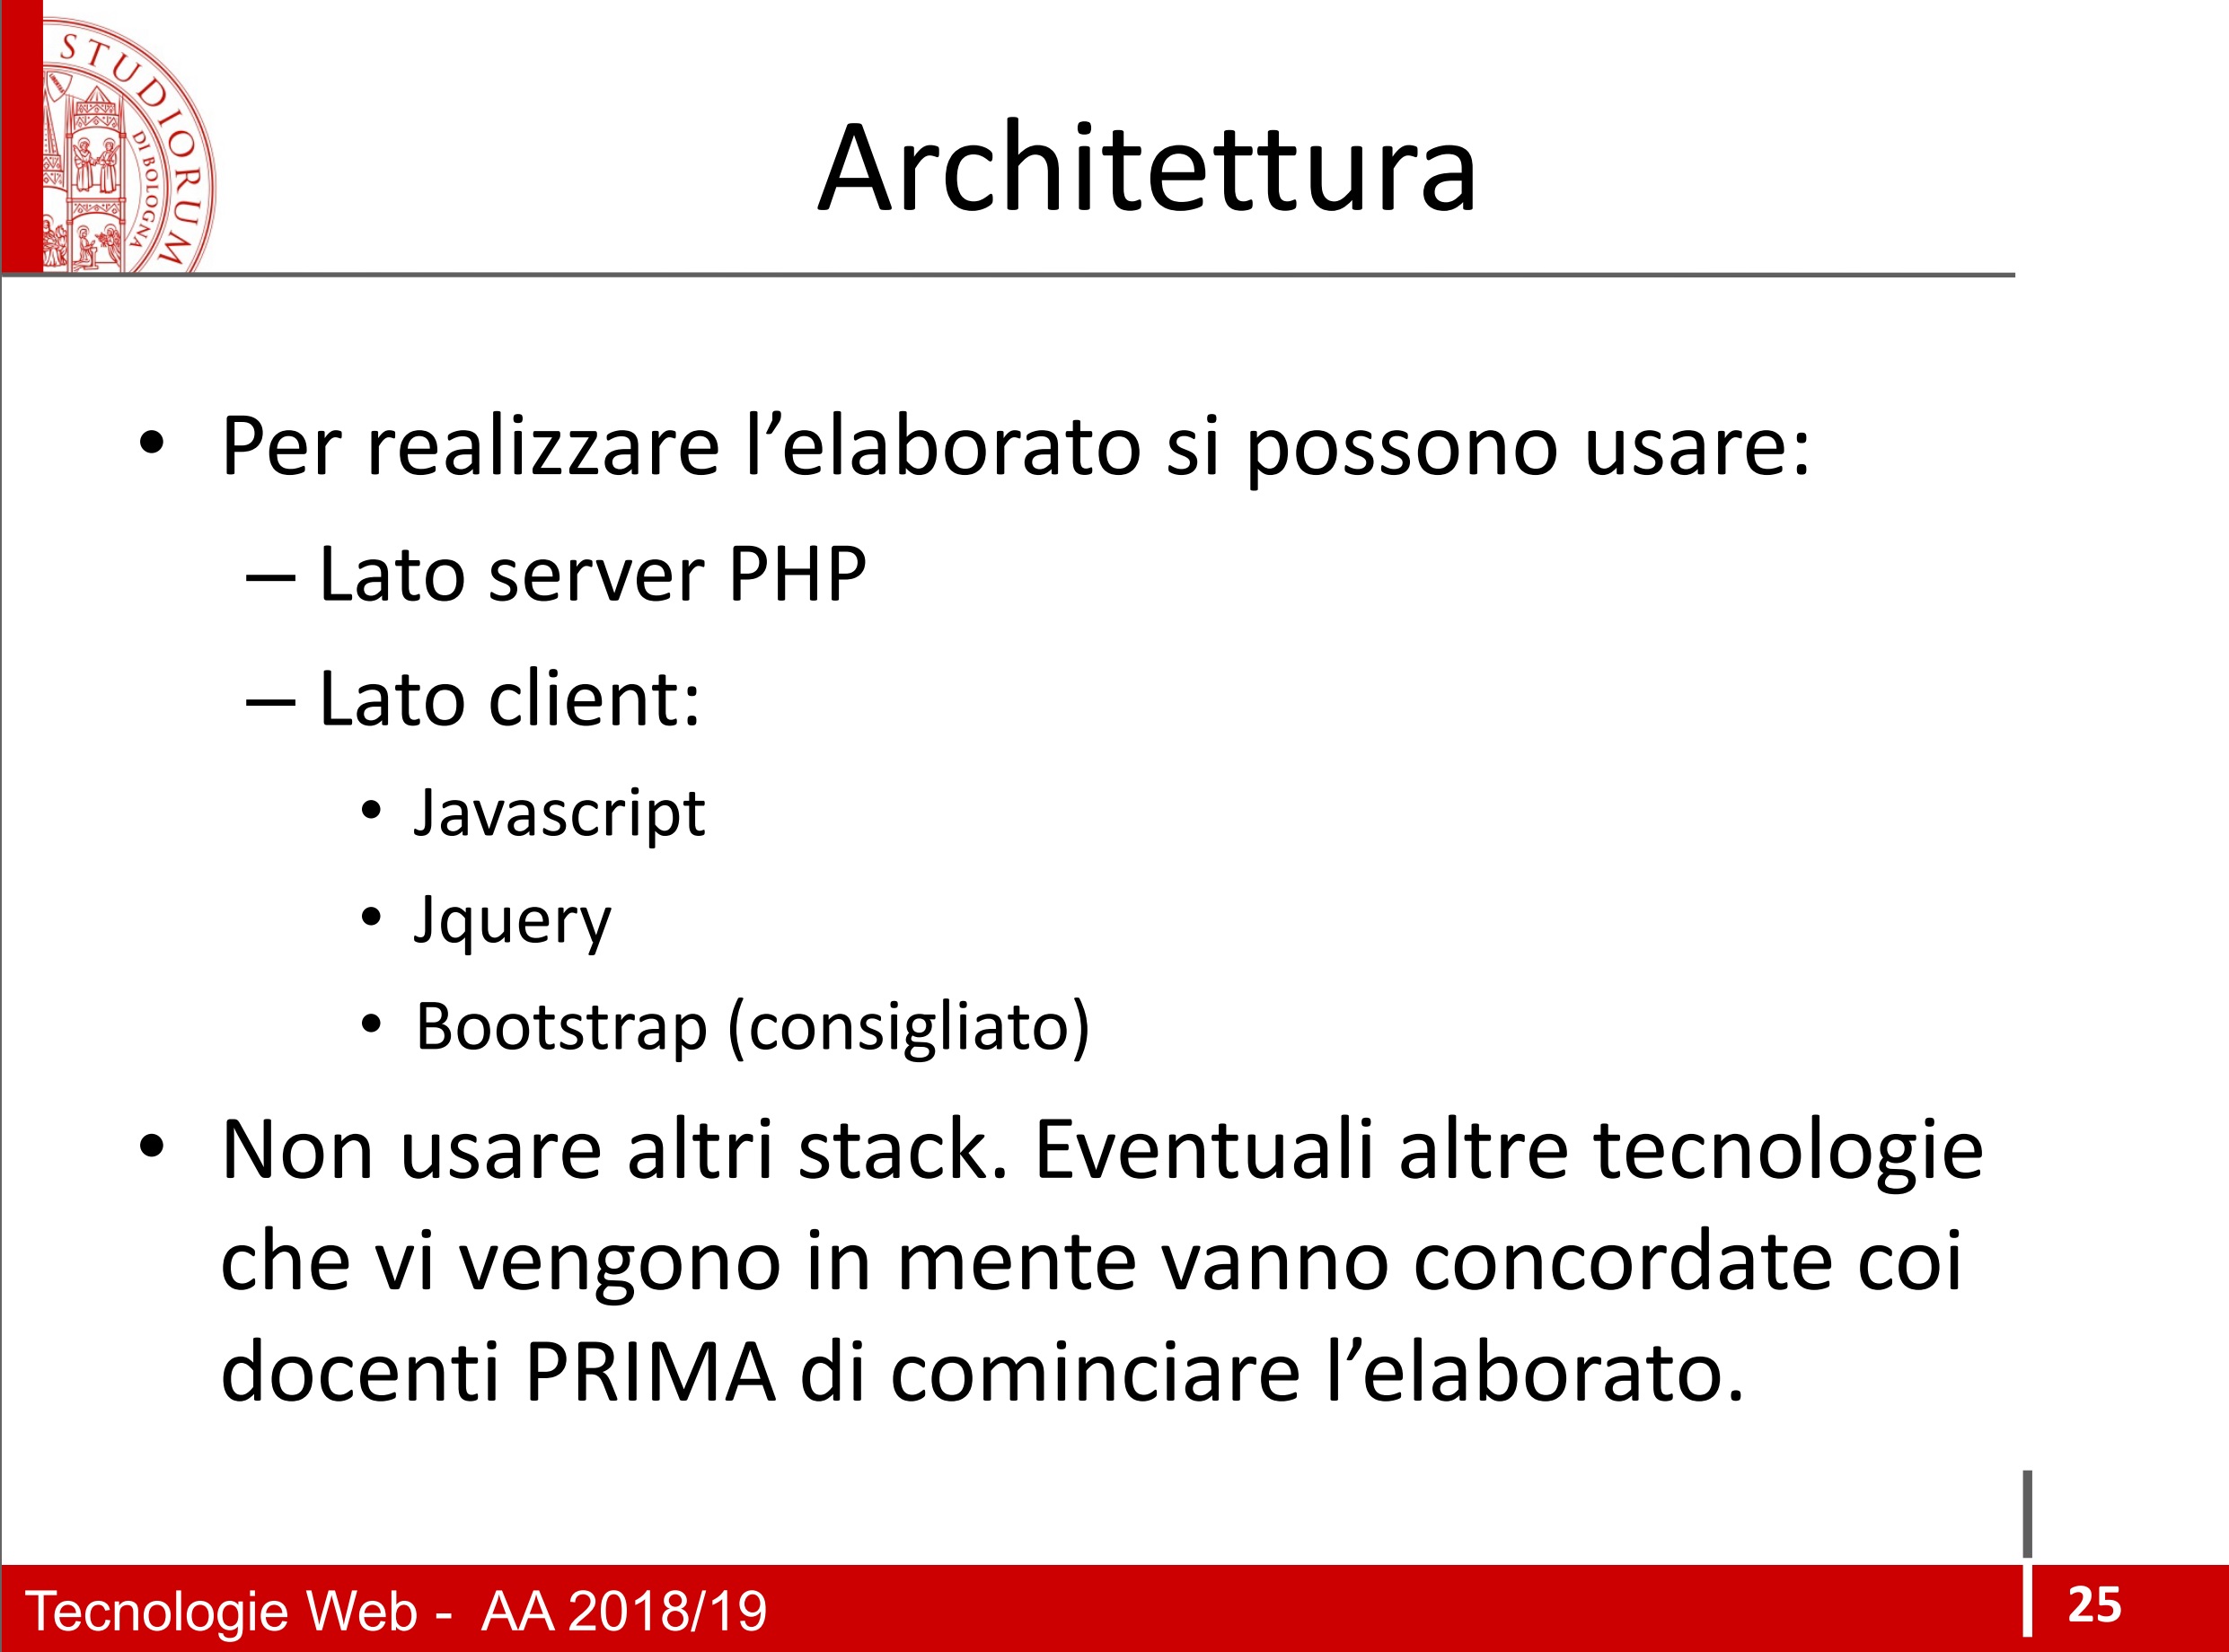 STUDIORUM
DI BOLOGNA
Architettura
• Per realizzare l’elaborato si possono usare:
– Lato server PHP
– Lato client:
• Javascript
• Jquery
• Bootstrap (consigliato)
• Non usare altri stack. Eventuali altre tecnologie
che vi vengono in mente vanno concordate coi
docenti PRIMA di cominciare l’elaborato.
Tecnologie Web - AA 2018/19
25